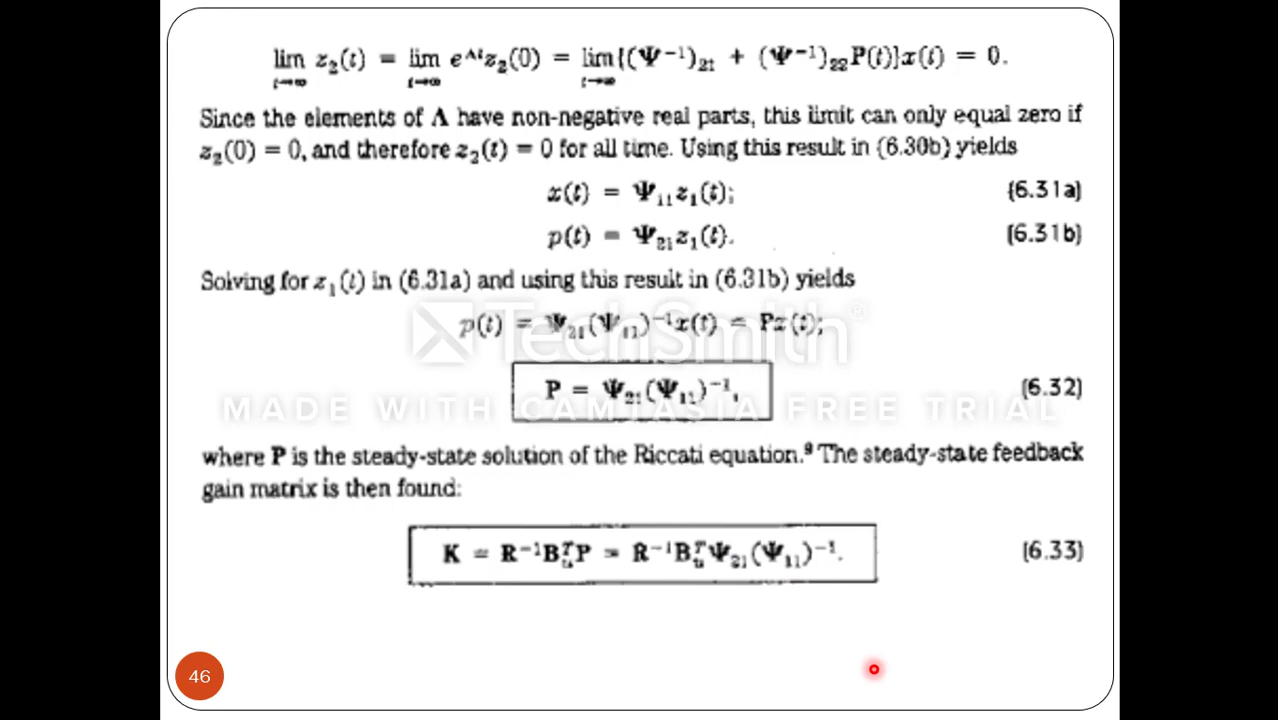 lim z₂(t) = lim e^Λt z₂(0) = lim{(Ψ⁻¹)₂₁ + (Ψ⁻¹)₂₂P(t)}x(t) = 0.
t→∞ t→∞ t→∞
Since the elements of Λ have non-negative real parts, this limit can only equal zero if
z₂(0) = 0, and therefore z₂(t) = 0 for all time. Using this result in (6.30b) yields
x(t) = Ψ₁₁z₁(t); (6.31a)
p(t) = Ψ₂₁z₁(t). (6.31b)
Solving for z₁(t) in (6.31a) and using this result in (6.31b) yields
p(t) = Ψ₂₁(Ψ₁₁)⁻¹x(t) = Px(t);
TechSmith
P = Ψ₂₁(Ψ₁₁)⁻¹, (6.32)
MADE WITH CAMTASIA FREE TRIAL
where P is the steady-state solution of the Riccati equation.⁹ The steady-state feedback
gain matrix is then found:
K = R⁻¹BᵤᵀP = R⁻¹BᵤᵀΨ₂₁(Ψ₁₁)⁻¹. (6.33)
46